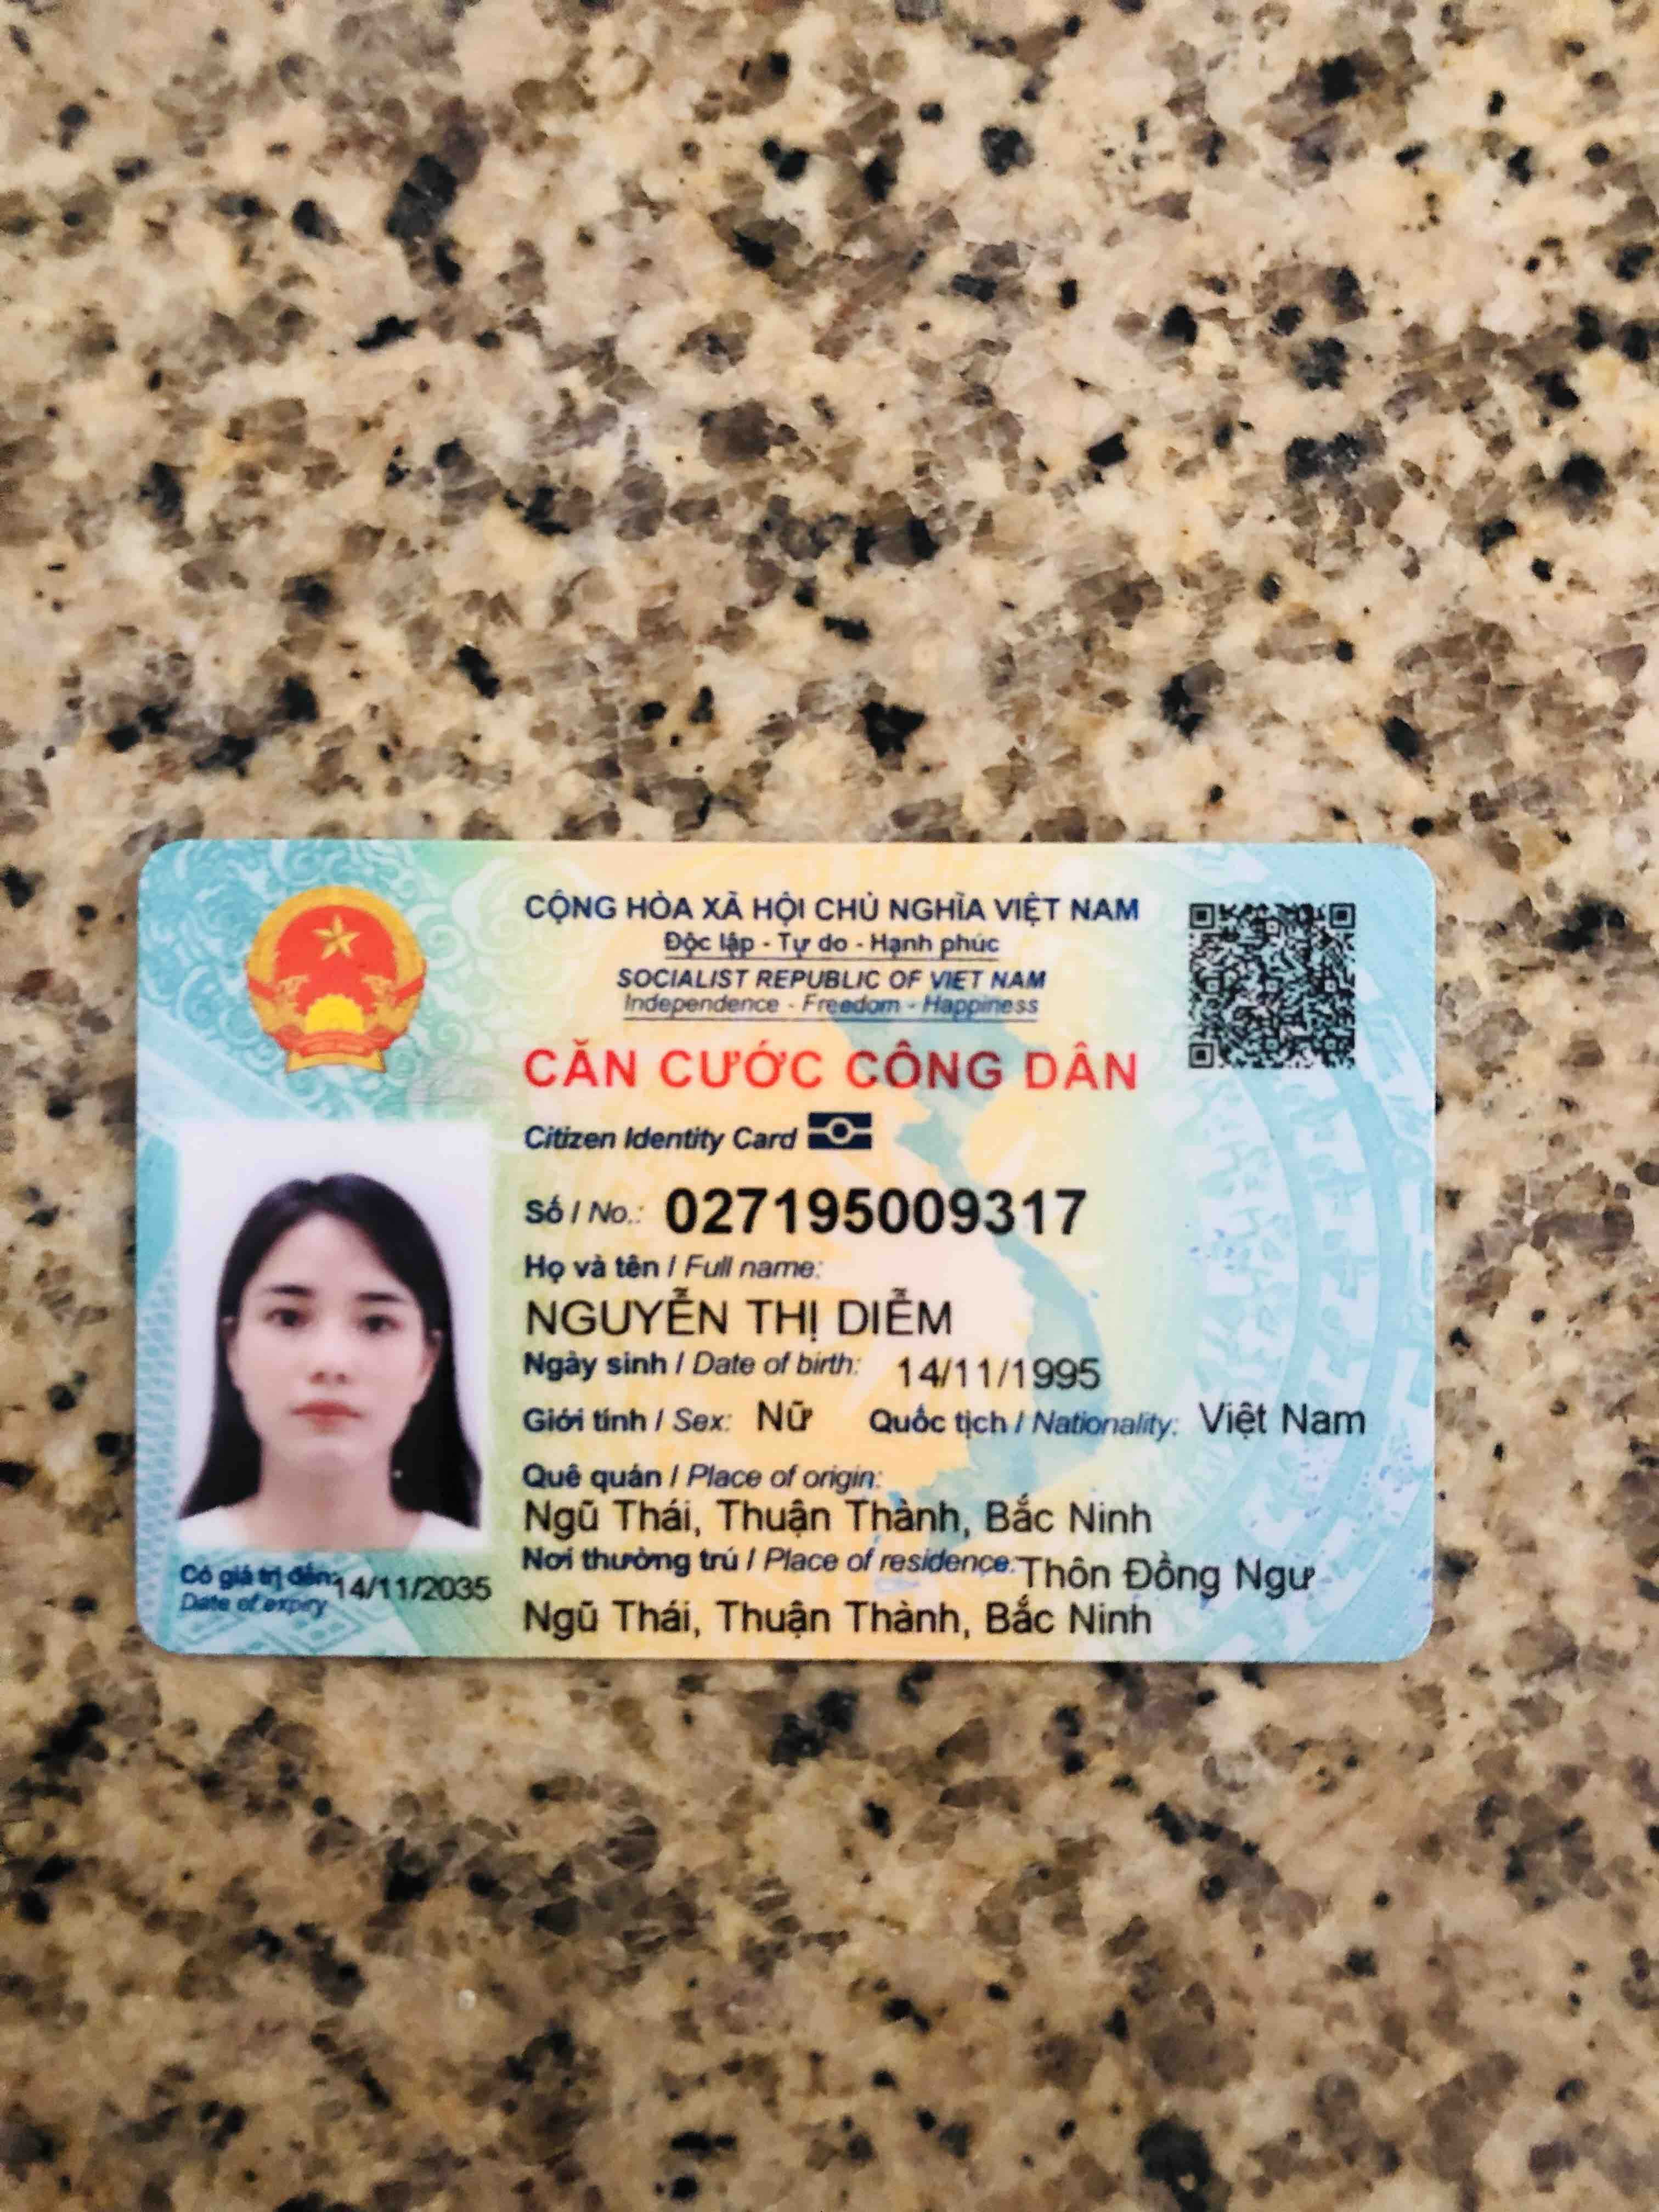 CỘNG HÒA XÃ HỘI CHỦ NGHĨA VIỆT NAM
Độc lập - Tự do - Hạnh phúc
SOCIALIST REPUBLIC OF VIET NAM
Independence - Freedom - Happiness
CĂN CƯỚC CÔNG DÂN
Citizen Identity Card
Số / No.: 027195009317
Họ và tên / Full name:
NGUYỄN THỊ DIỄM
Ngày sinh / Date of birth: 14/11/1995
Giới tính / Sex: Nữ Quốc tịch / Nationality: Việt Nam
Quê quán / Place of origin:
Ngũ Thái, Thuận Thành, Bắc Ninh
Nơi thường trú / Place of residence: Thôn Đồng Ngư
Ngũ Thái, Thuận Thành, Bắc Ninh
Có giá trị đến: 14/11/2035
Date of expiry